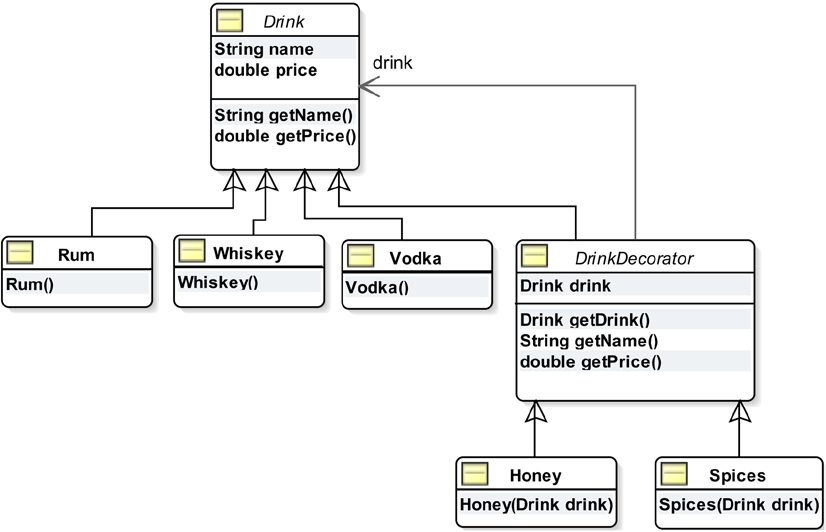 Drink
String name
double price
String getName()
double getPrice()
drink
Rum
Rum()
Whiskey
Whiskey()
Vodka
Vodka()
DrinkDecorator
Drink drink
Drink getDrink()
String getName()
double getPrice()
Honey
Honey(Drink drink)
Spices
Spices(Drink drink)